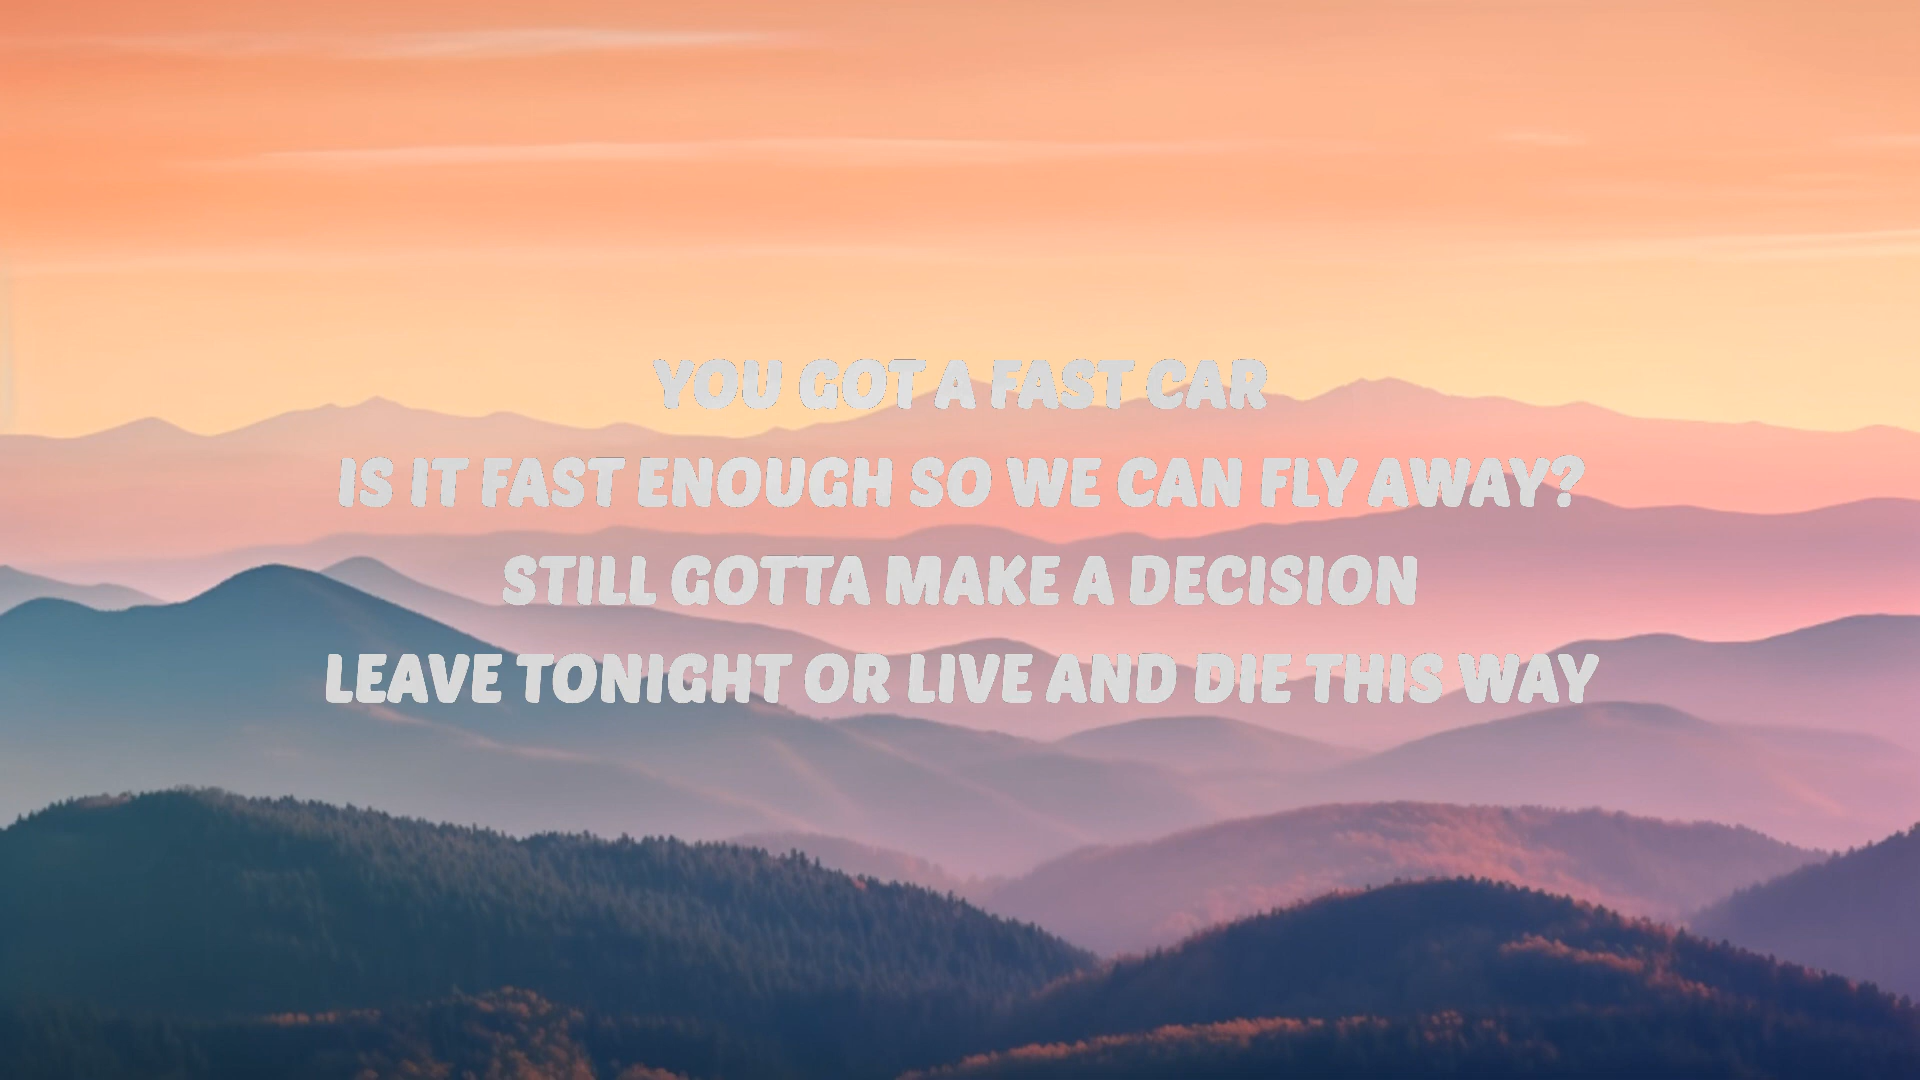 YOU GOT A FAST CAR
IS IT FAST ENOUGH SO WE CAN FLY AWAY?
STILL GOTTA MAKE A DECISION
LEAVE TONIGHT OR LIVE AND DIE THIS WAY